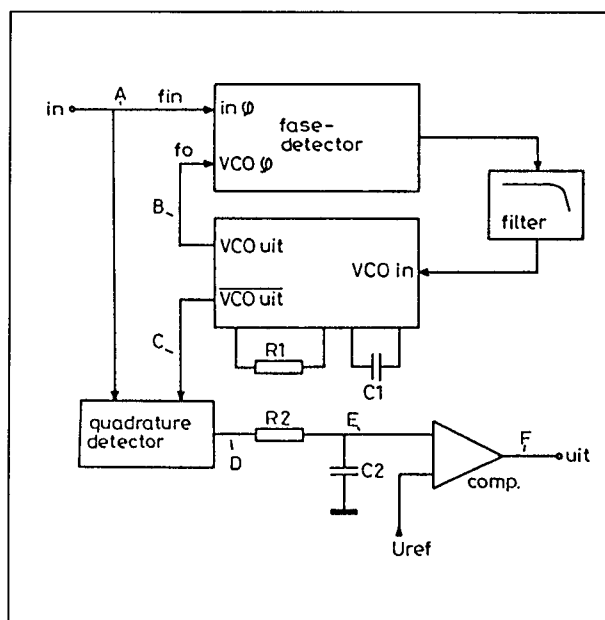 A
in
fin
in φ
fase-
detector
fo
VCO φ
B
filter
VCO uit
VCO in
VCO uit
C
R1
C1
quadrature
detector
R2
E
F
D
C2
uit
comp.
Uref